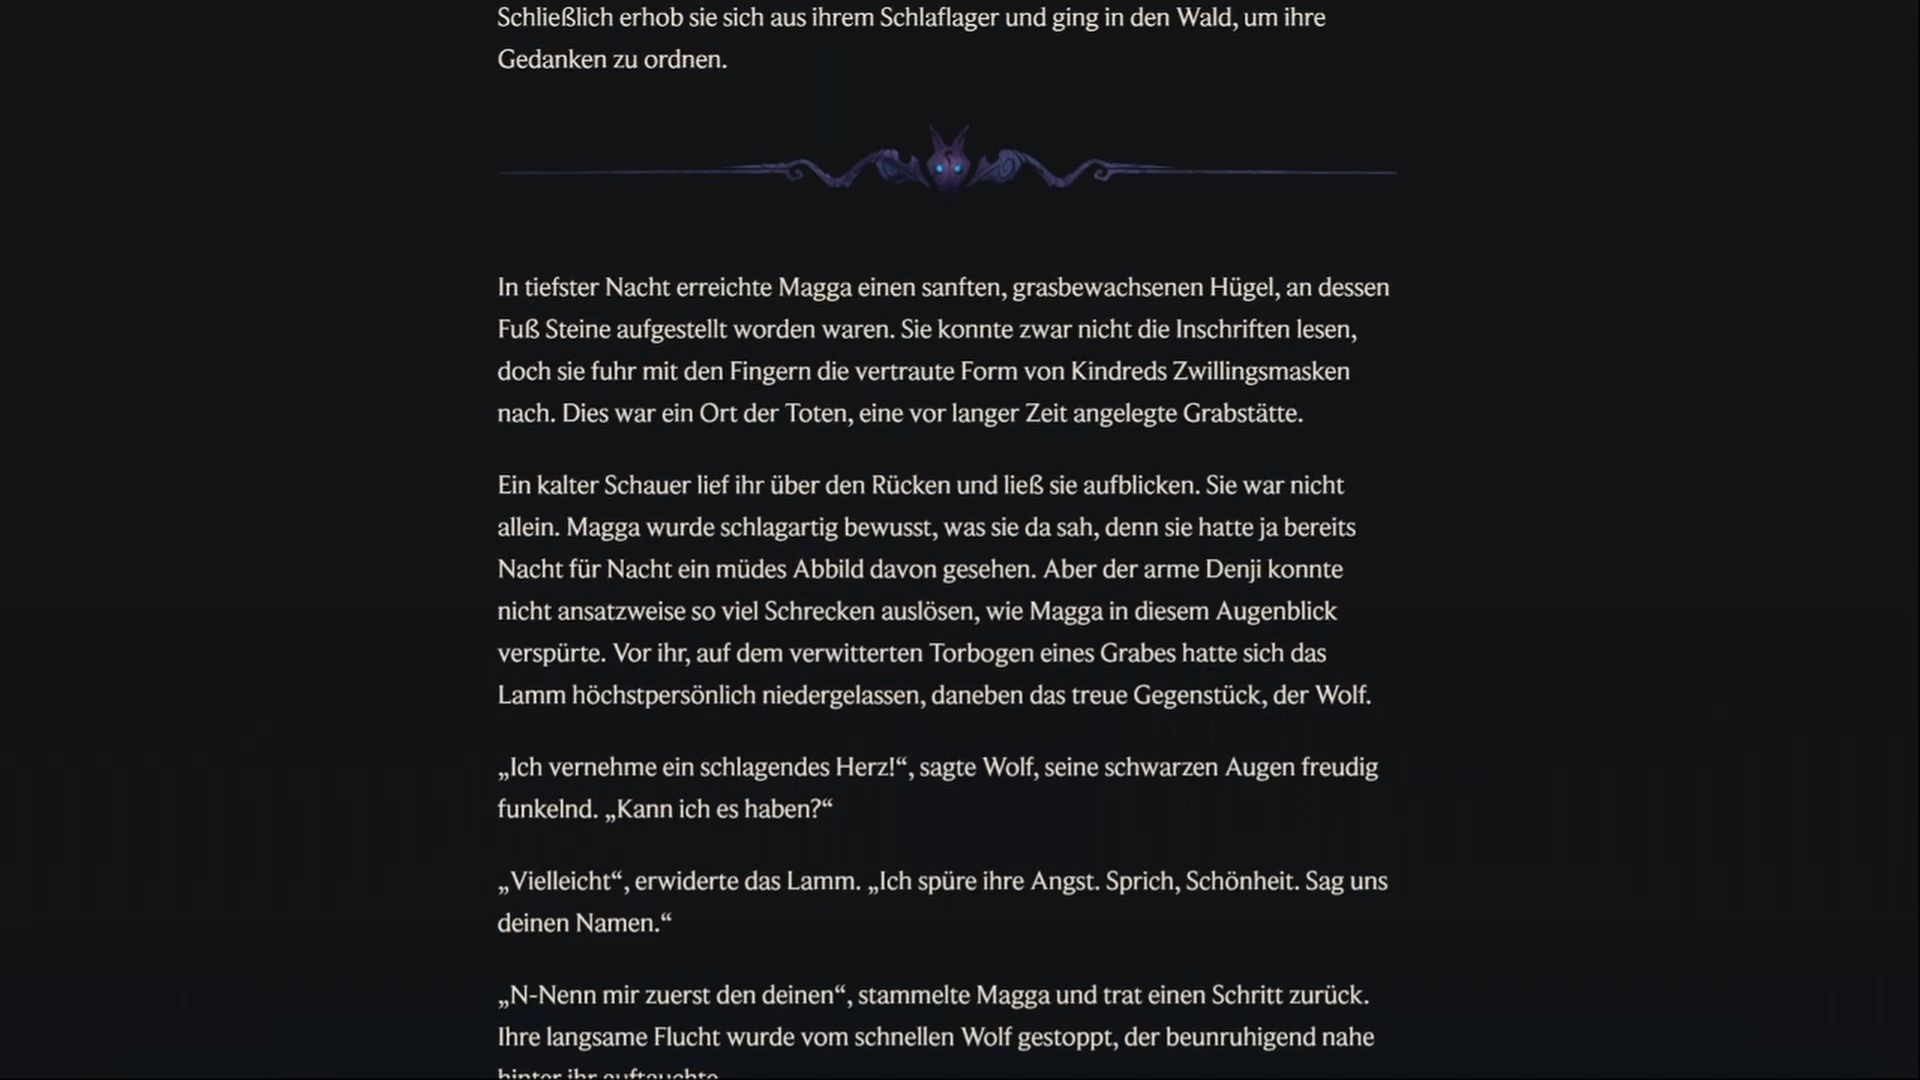 Schließlich erhob sie sich aus ihrem Schlaflager und ging in den Wald, um ihre
Gedanken zu ordnen.
In tiefster Nacht erreichte Magga einen sanften, grasbewachsenen Hügel, an dessen
Fuß Steine aufgestellt worden waren. Sie konnte zwar nicht die Inschriften lesen,
doch sie fuhr mit den Fingern die vertraute Form von Kindreds Zwillingsmasken
nach. Dies war ein Ort der Toten, eine vor langer Zeit angelegte Grabstätte.
Ein kalter Schauer lief ihr über den Rücken und ließ sie aufblicken. Sie war nicht
allein. Magga wurde schlagartig bewusst, was sie da sah, denn sie hatte ja bereits
Nacht für Nacht ein müdes Abbild davon gesehen. Aber der arme Denji konnte
nicht ansatzweise so viel Schrecken auslösen, wie Magga in diesem Augenblick
verspürte. Vor ihr, auf dem verwitterten Torbogen eines Grabes hatte sich das
Lamm höchstpersönlich niedergelassen, daneben das treue Gegenstück, der Wolf.
„Ich vernehme ein schlagendes Herz!“, sagte Wolf, seine schwarzen Augen freudig
funkelnd. „Kann ich es haben?“
„Vielleicht“, erwiderte das Lamm. „Ich spüre ihre Angst. Sprich, Schönheit. Sag uns
deinen Namen.“
„N-Nenn mir zuerst den deinen“, stammelte Magga und trat einen Schritt zurück.
Ihre langsame Flucht wurde vom schnellen Wolf gestoppt, der beunruhigend nahe
hinter ihr auftauchte.